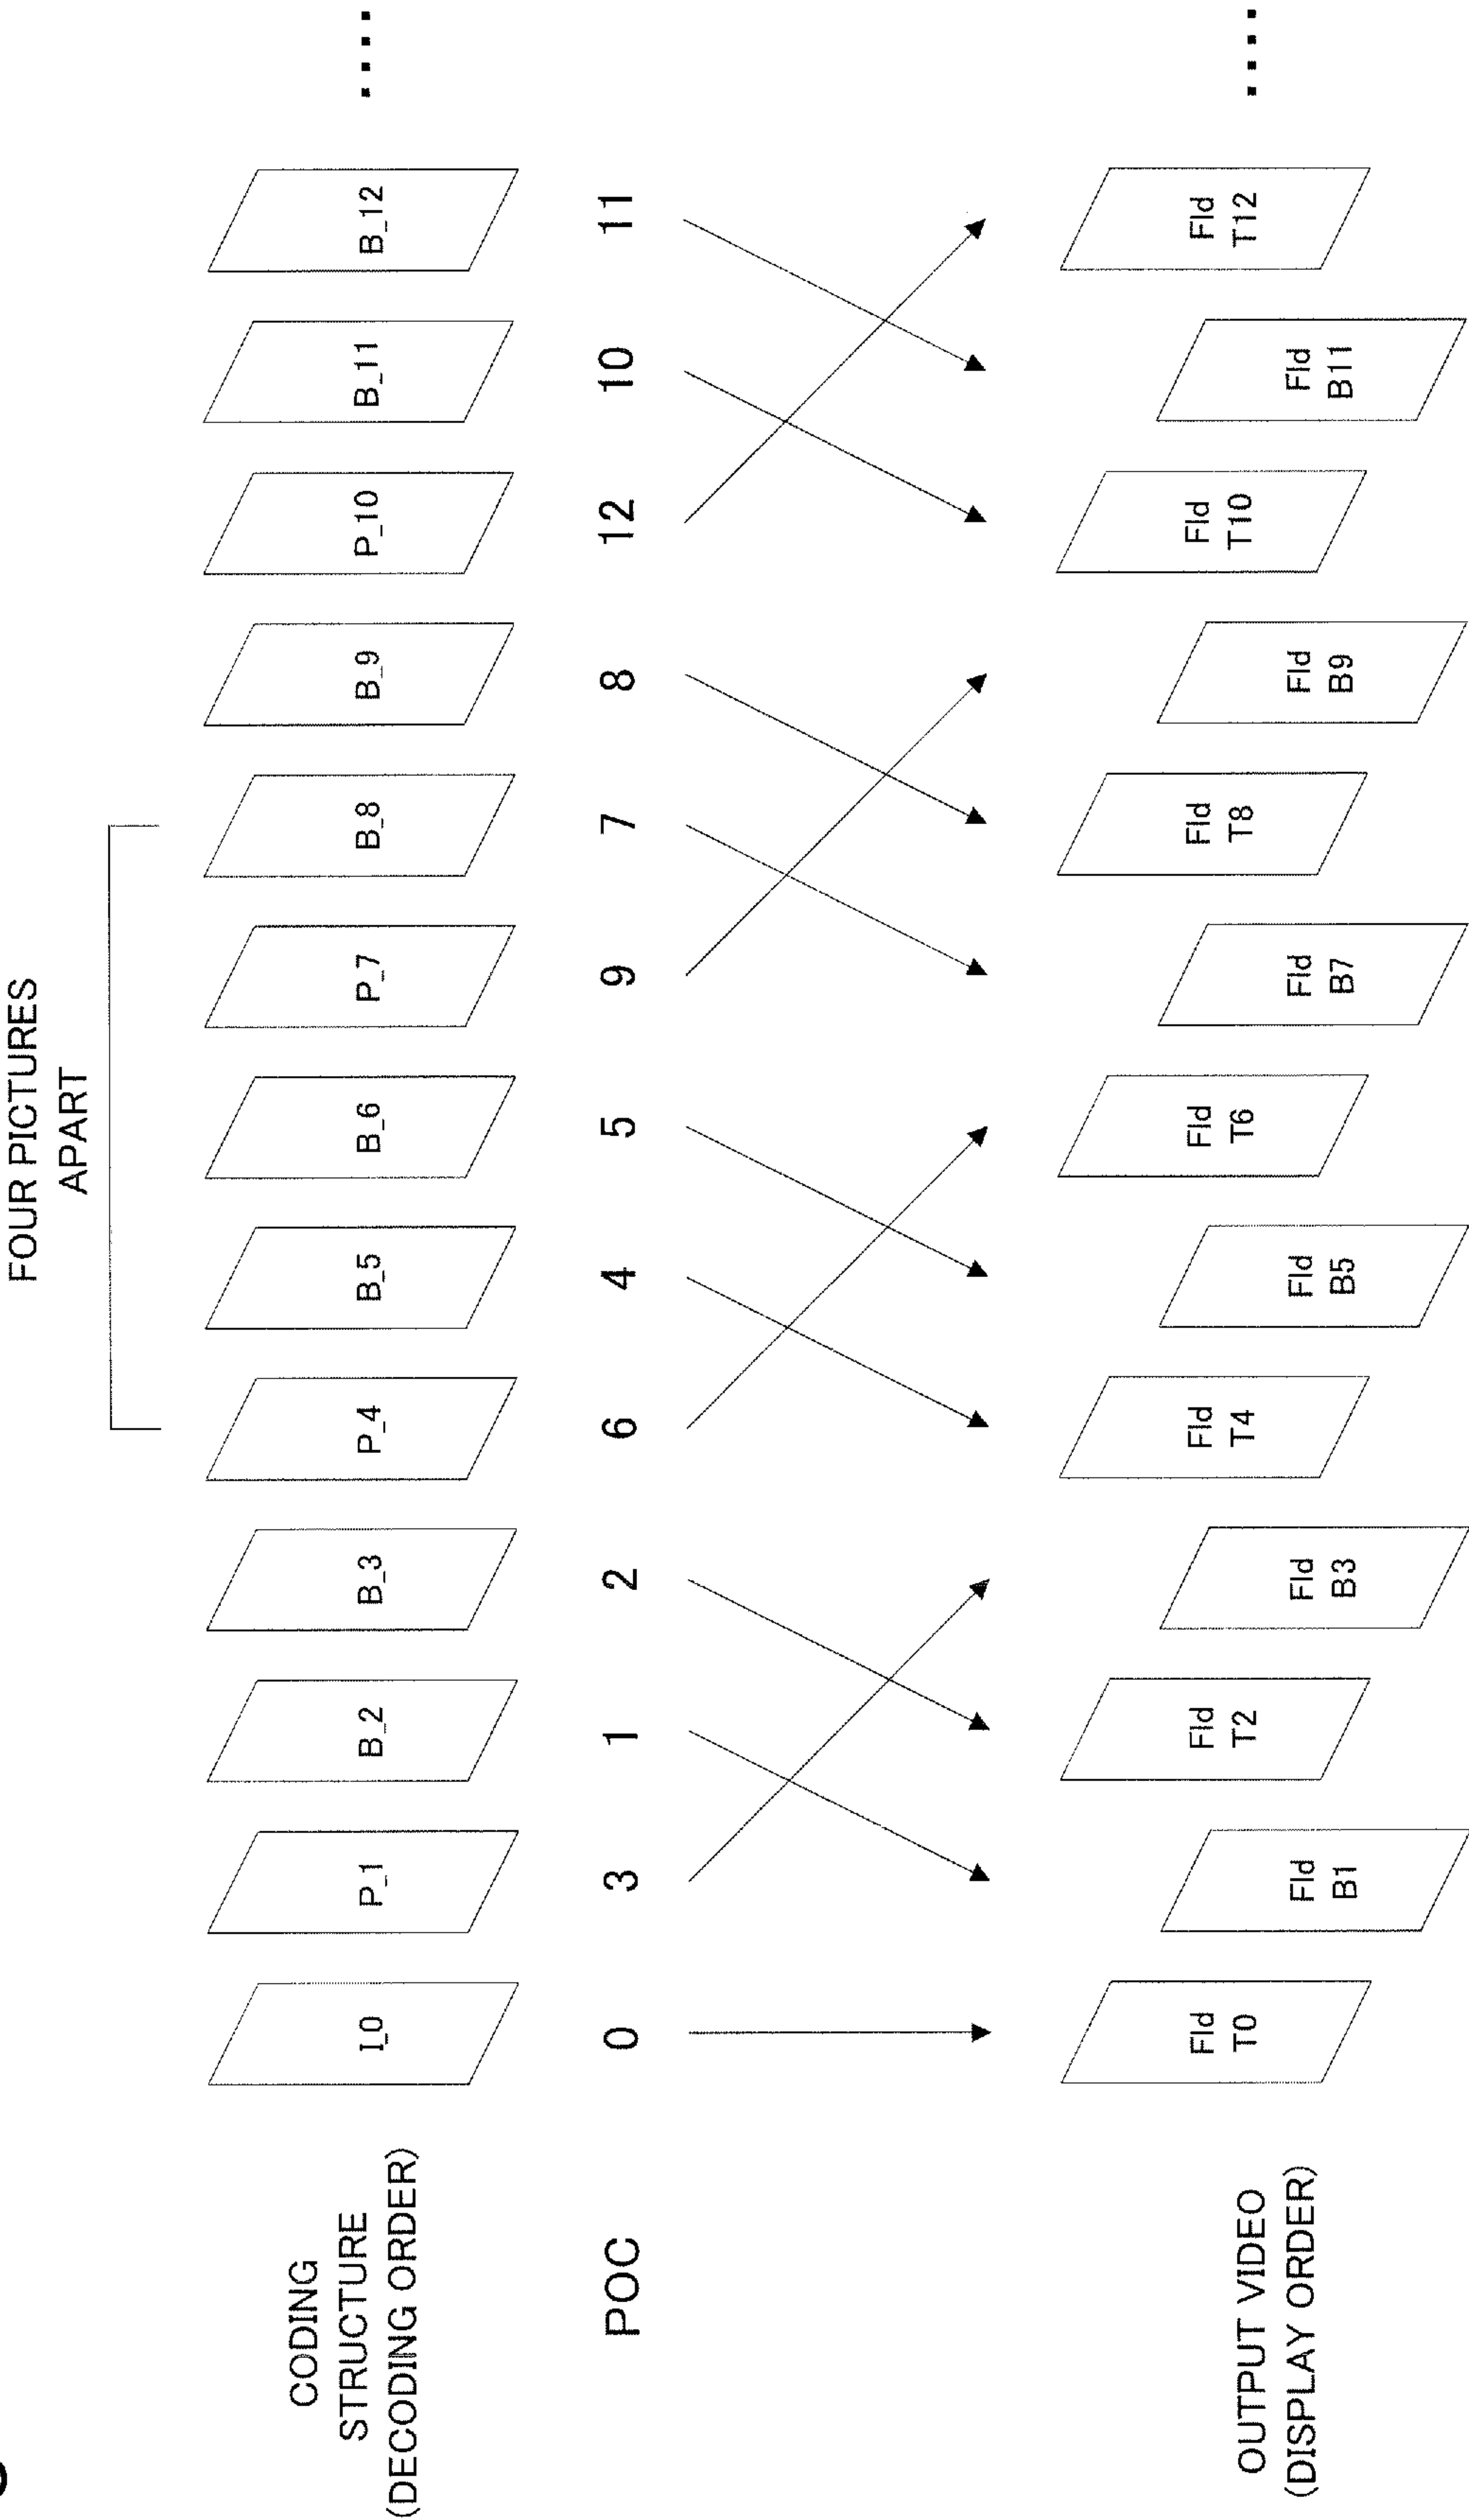 FOUR PICTURES
APART
CODING
STRUCTURE
(DECODING ORDER)
I_0
P_1
B_2
B_3
P_4
B_5
B_6
P_7
B_8
B_9
P_10
B_11
B_12
....
POC
0
3
1
2
6
4
5
9
7
8
12
10
11
OUTPUT VIDEO
(DISPLAY ORDER)
Fld
T0
Fld
B1
Fld
T2
Fld
B3
Fld
T4
Fld
B5
Fld
T6
Fld
B7
Fld
T8
Fld
B9
Fld
T10
Fld
B11
Fld
T12
....